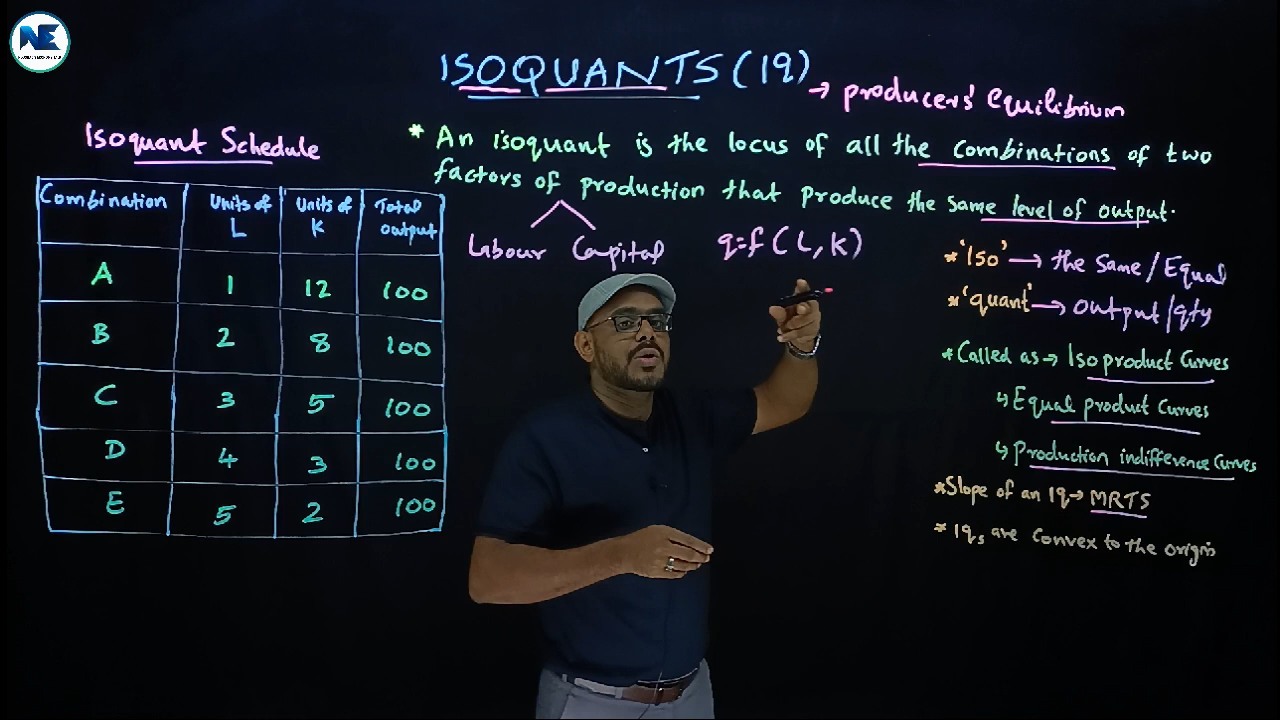 NE
ISOQUANTS (IQ)
→ producers' Equilibrium
Isoquant Schedule
Combination Units of L Units of K Total output
A 1 12 100
B 2 8 100
C 3 5 100
D 4 3 100
E 5 2 100
* An isoquant is the locus of all the combinations of two
factors of production that produce the same level of output.
Labour Capital q=f(L,K)
* 'Iso' → the same/Equal
* 'quant' → output/qty
* Called as → Iso product Curves
↳ Equal product Curves
↳ Production indifference Curves
* Slope of an IQ → MRTS
* IQs are Convex to the origin